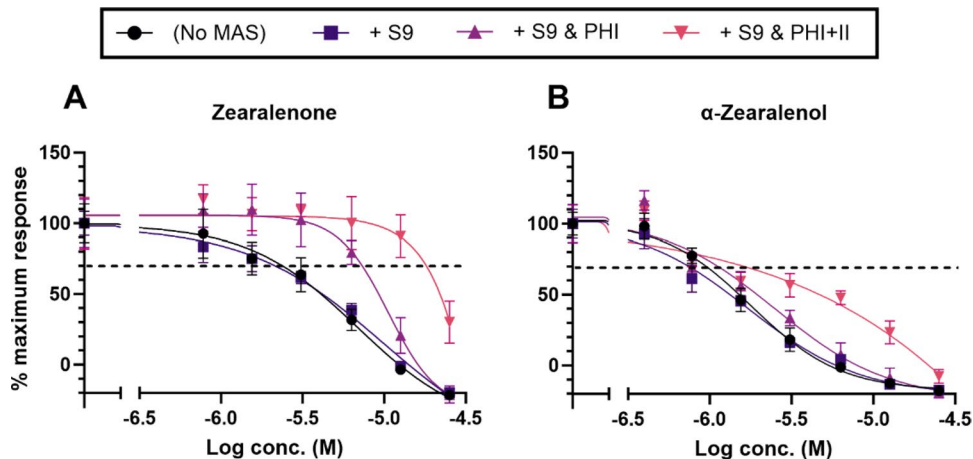 (No MAS) + S9 + S9 & PHI + S9 & PHI+II
A
Zearalenone
% maximum response
150
100
50
0
-6.5 -6.0 -5.5 -5.0 -4.5
Log conc. (M)
B
α-Zearalenol
150
100
50
0
-6.5 -6.0 -5.5 -5.0 -4.5
Log conc. (M)